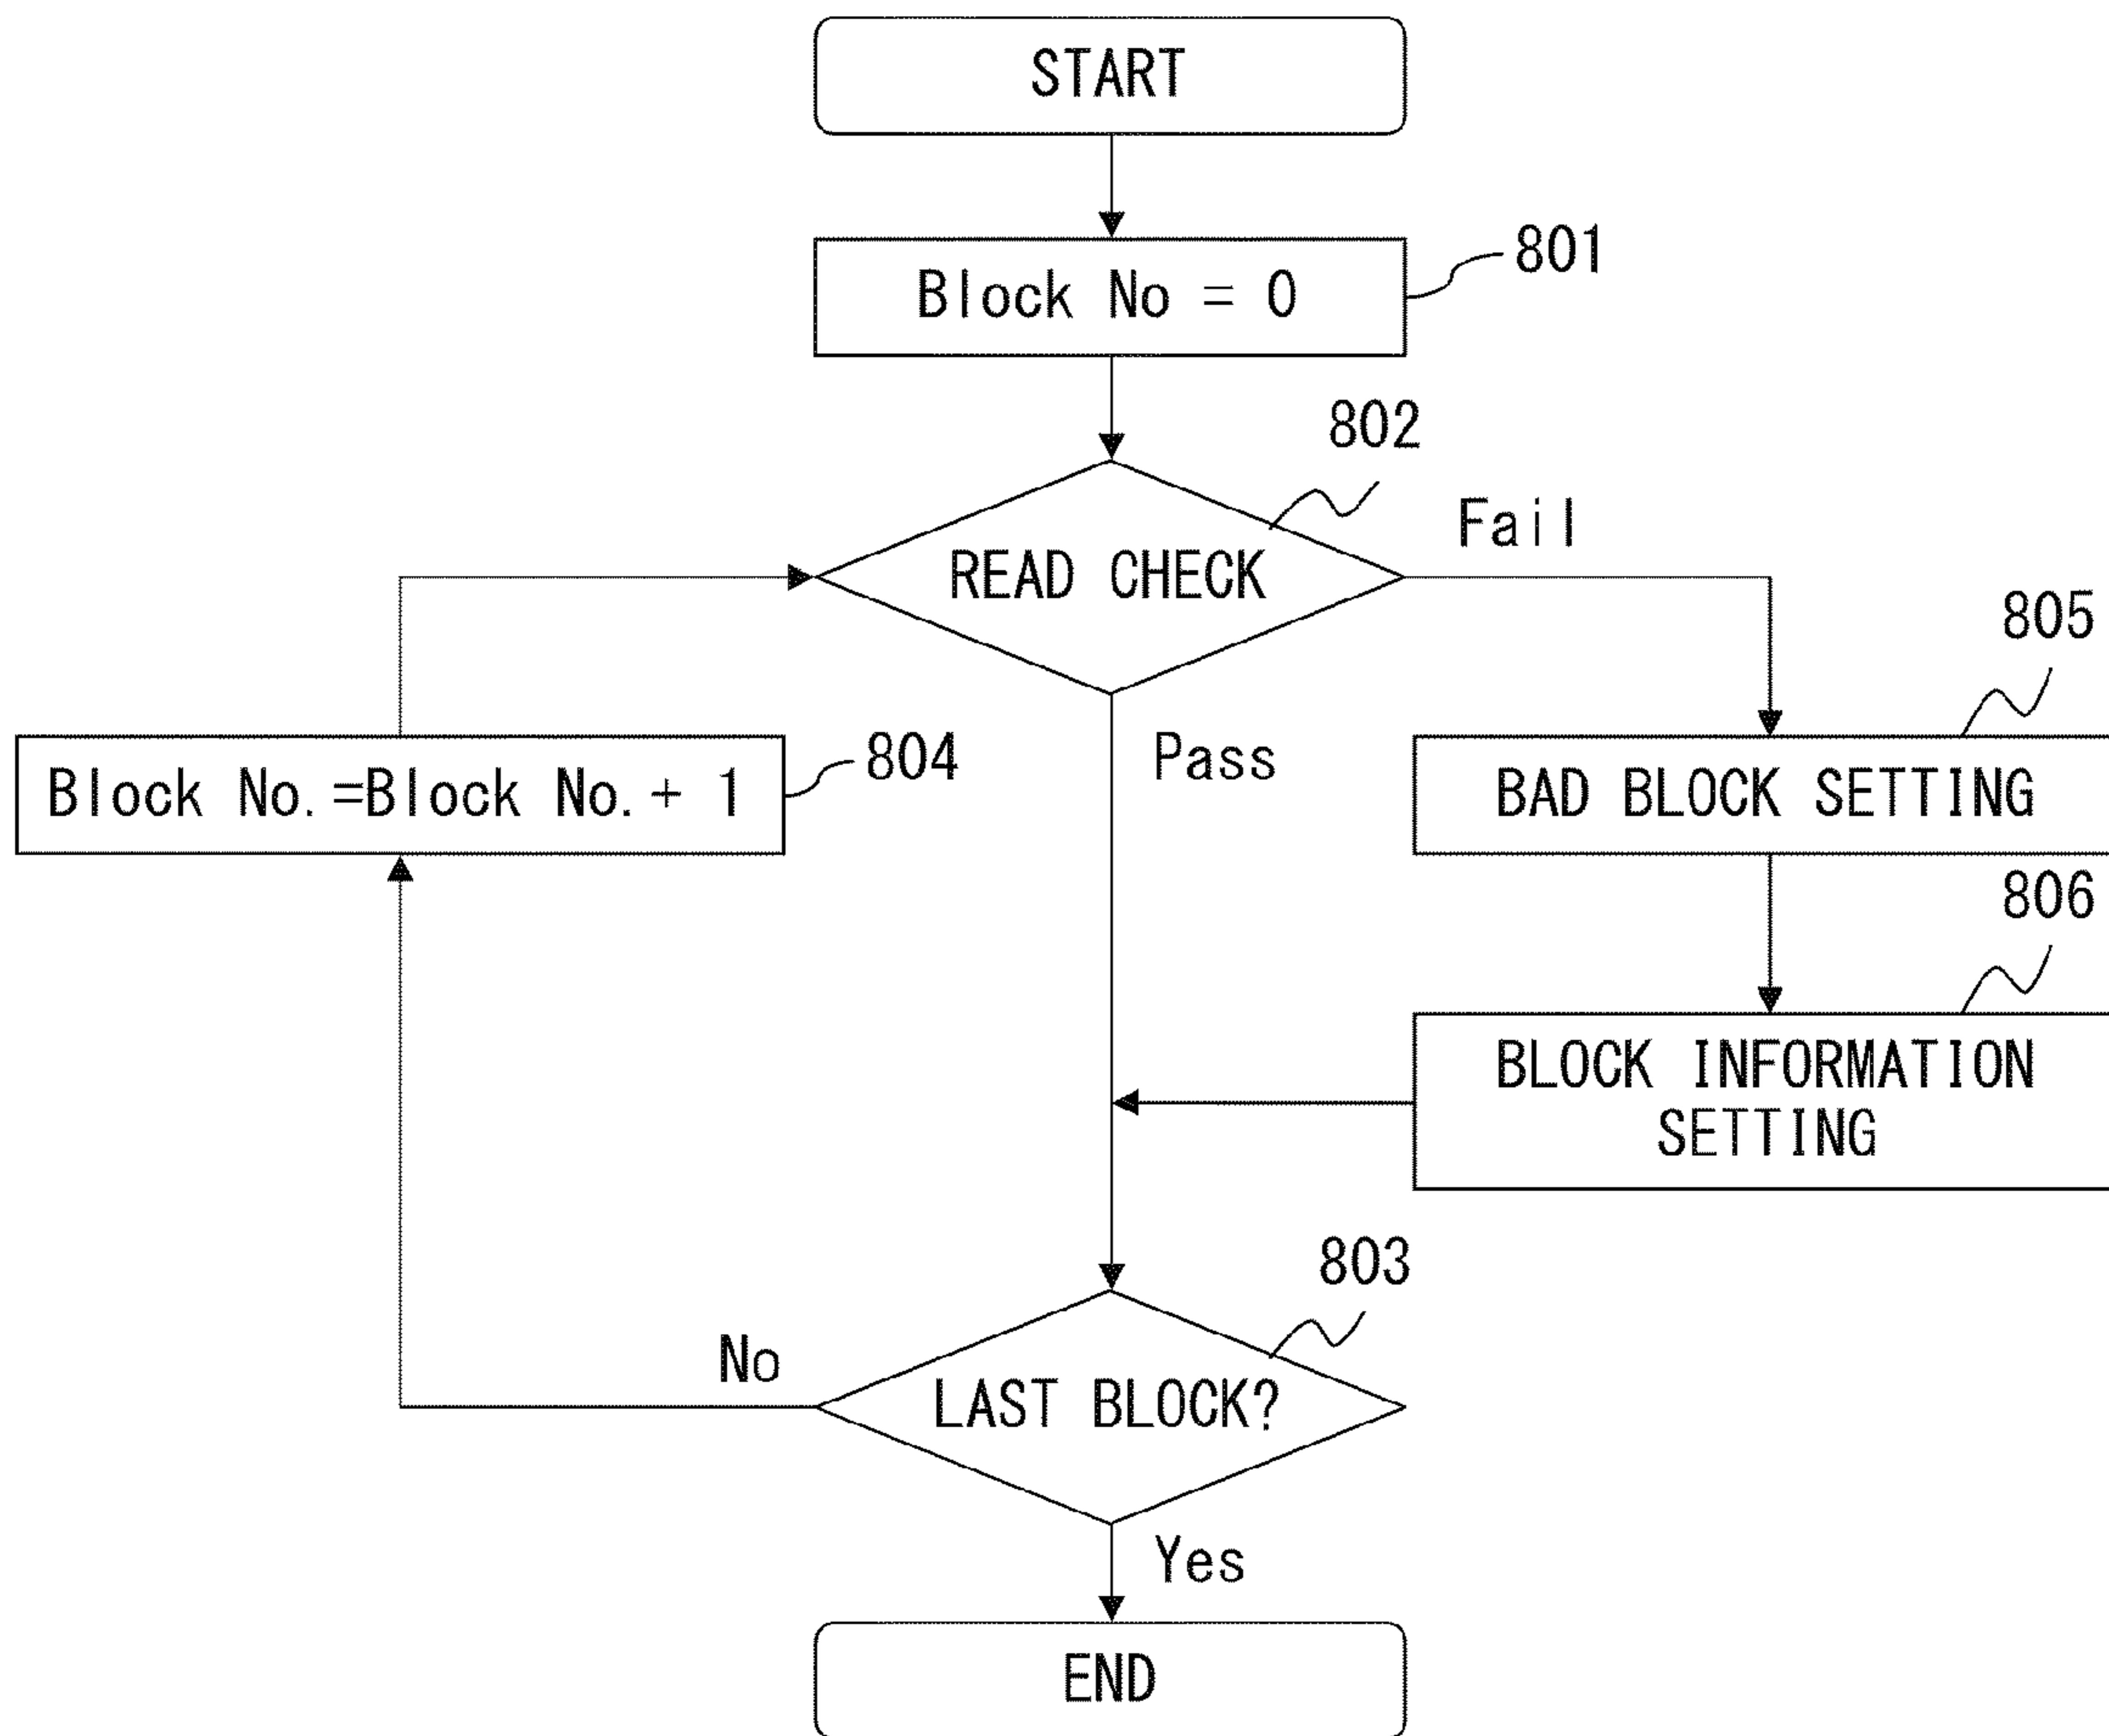 START
Block No = 0
801
802
READ CHECK
Fail
805
Block No.=Block No.+ 1
804
Pass
BAD BLOCK SETTING
806
BLOCK INFORMATION
SETTING
803
No
LAST BLOCK?
Yes
END